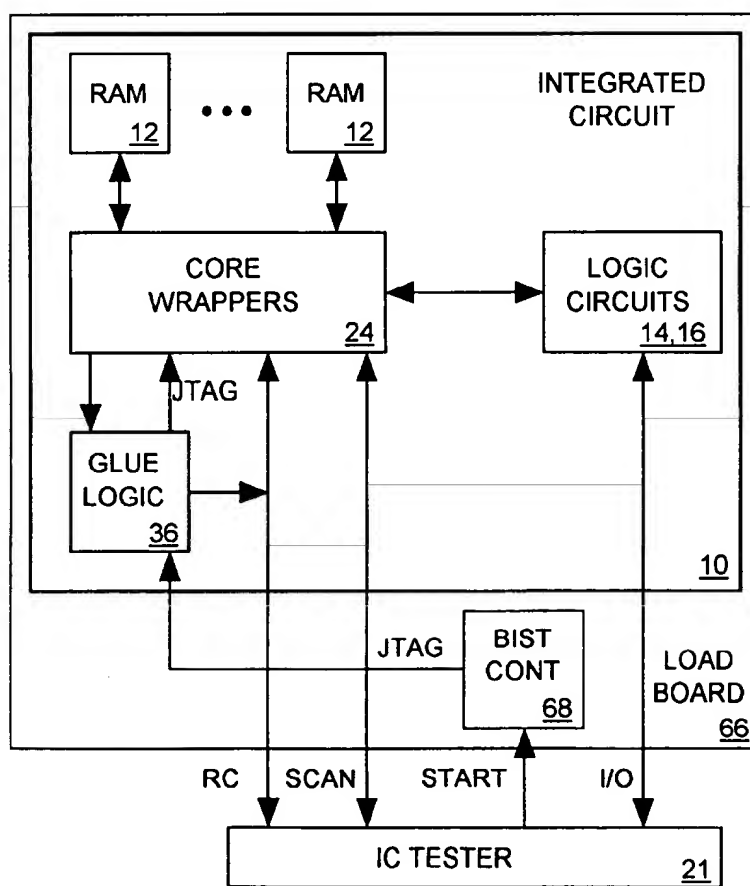 RAM
12
RAM
12
INTEGRATED
CIRCUIT
CORE
WRAPPERS
24
LOGIC
CIRCUITS
14,16
JTAG
GLUE
LOGIC
36
10
JTAG
BIST
CONT
68
LOAD
BOARD
66
RC
SCAN
START
I/O
IC TESTER
21